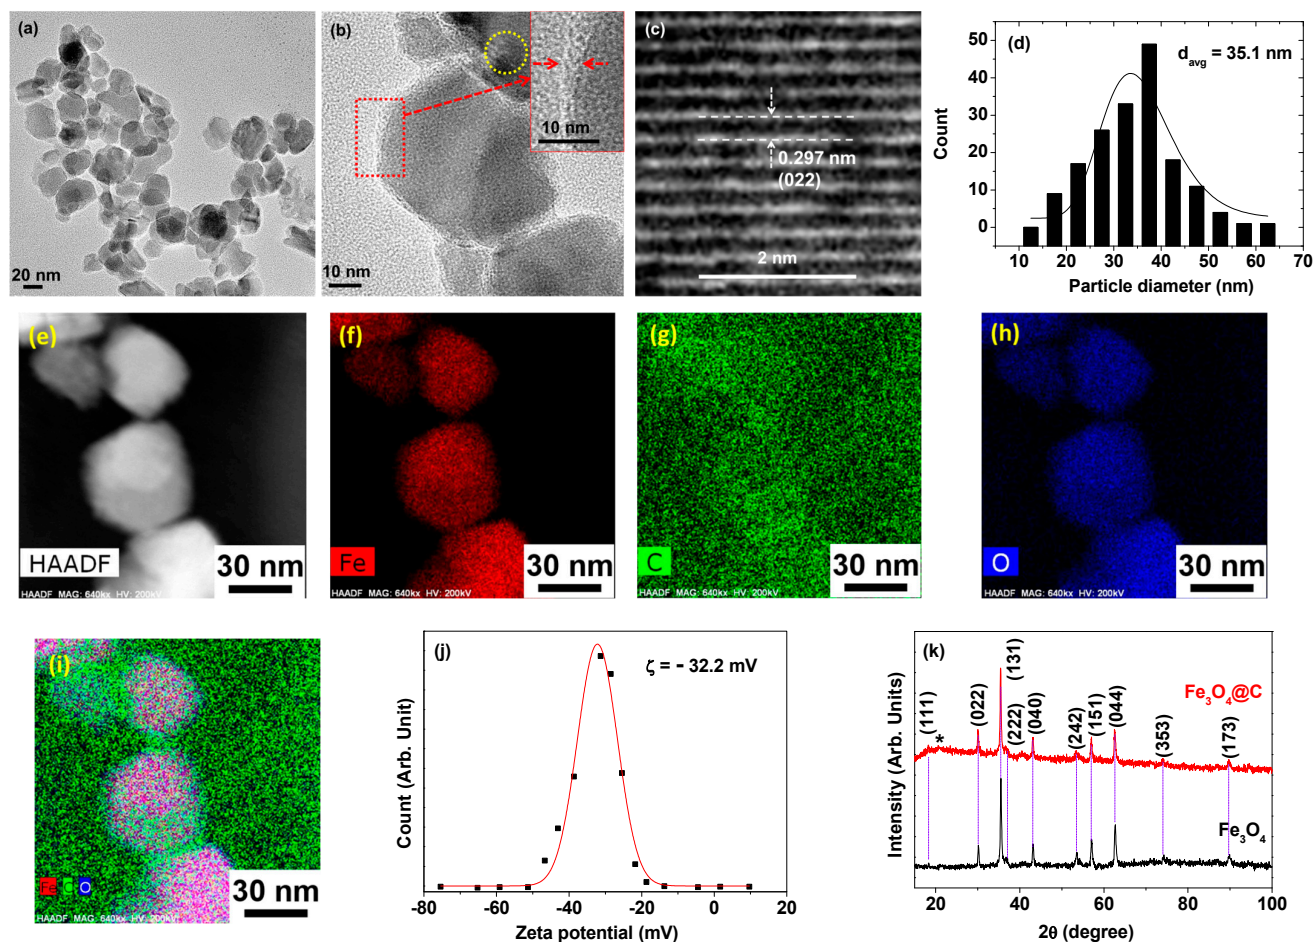 (a)
20 nm
(b)
10 nm
10 nm
(c)
0.297 nm
(022)
2 nm
(d)
d_avg = 35.1 nm
Count
50
40
30
20
10
0
10 20 30 40 50 60 70
Particle diameter (nm)
(e)
HAADF
30 nm
HAADF MAG: 640kx HV: 200kV
(f)
Fe
30 nm
HAADF MAG: 640kx HV: 200kV
(g)
C
30 nm
HAADF MAG: 640kx HV: 200kV
(h)
O
30 nm
HAADF MAG: 640kx HV: 200kV
(i)
Fe C O
30 nm
HAADF MAG: 640kx HV: 200kV
(j)
ζ = - 32.2 mV
Count (Arb. Unit)
-80 -60 -40 -20 0 20
Zeta potential (mV)
(k)
Intensity (Arb. Units)
(111)
*
(022)
(131)
(222)
(040)
(242)
(151)
(044)
(353)
(173)
Fe₃O₄@C
Fe₃O₄
20 30 40 50 60 70 80 90 100
2θ (degree)